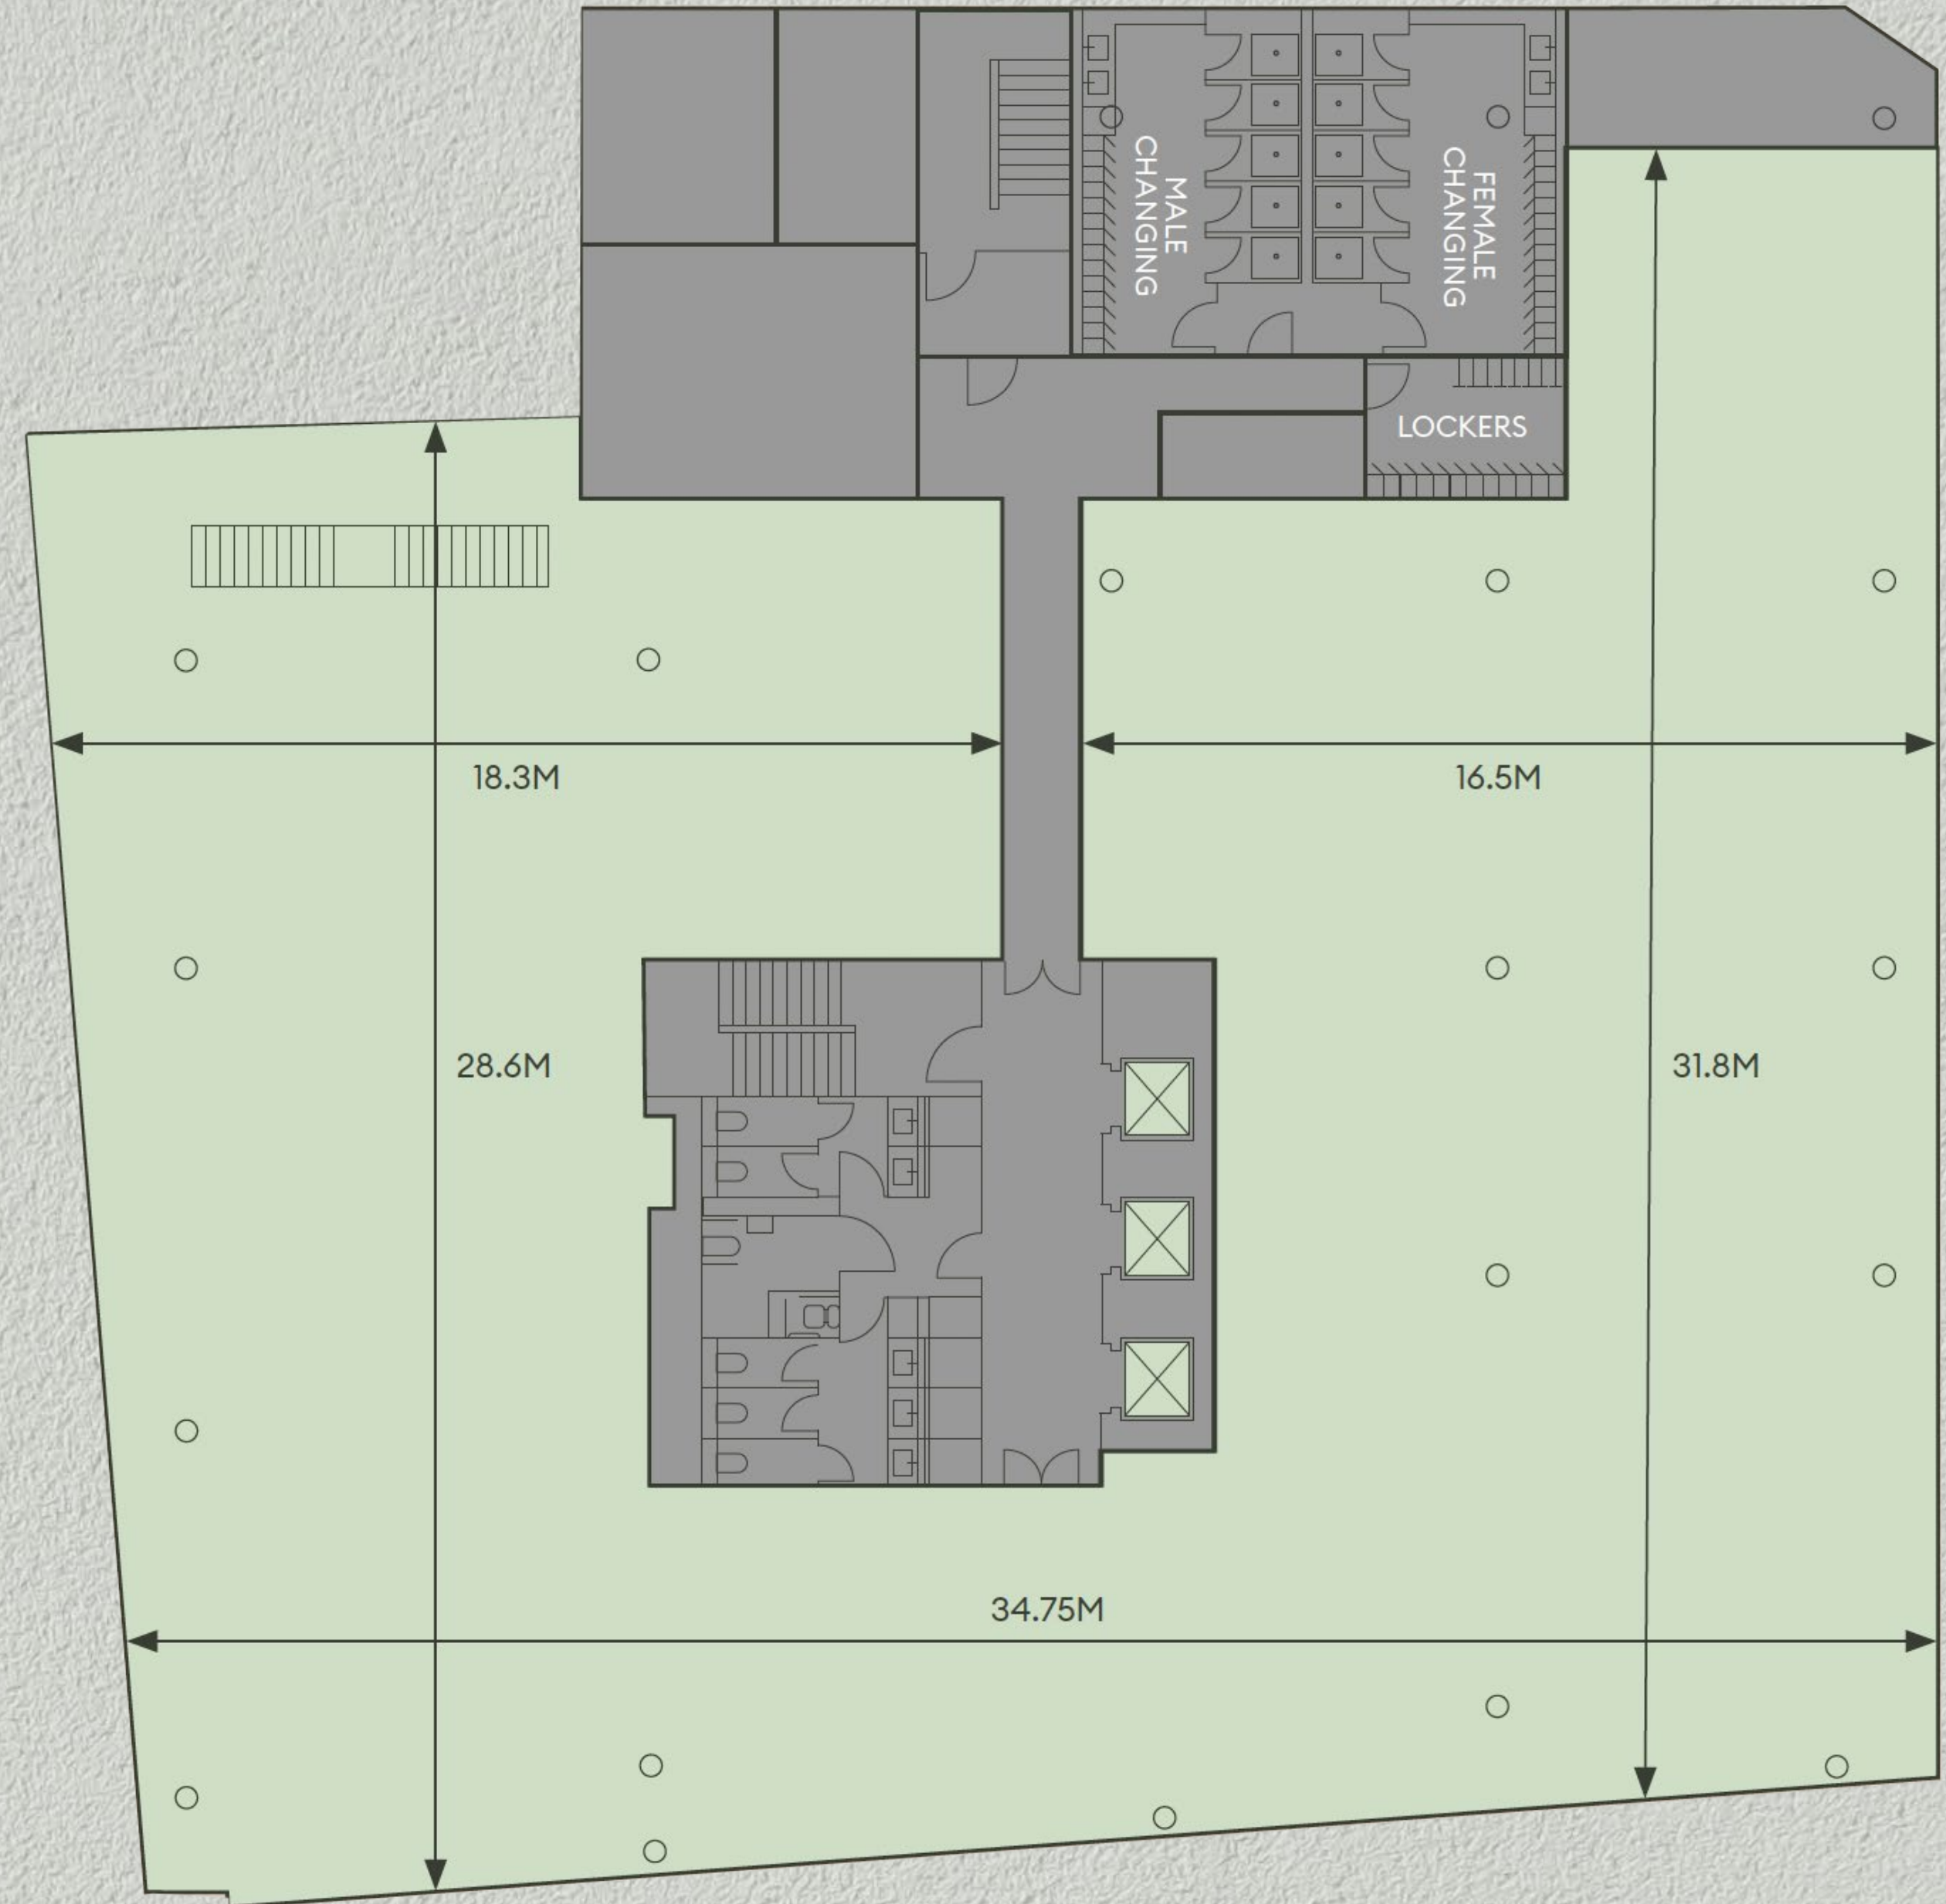 MALE
CHANGING
FEMALE
CHANGING
LOCKERS
18.3M
16.5M
28.6M
31.8M
34.75M